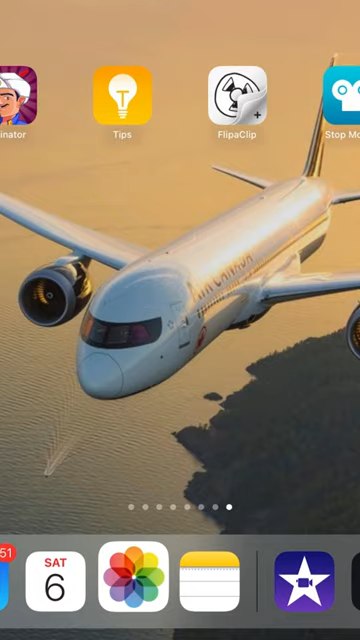 inator
Tips
FlipaClip
Stop Mo
AIR CANADA
51
SAT
6